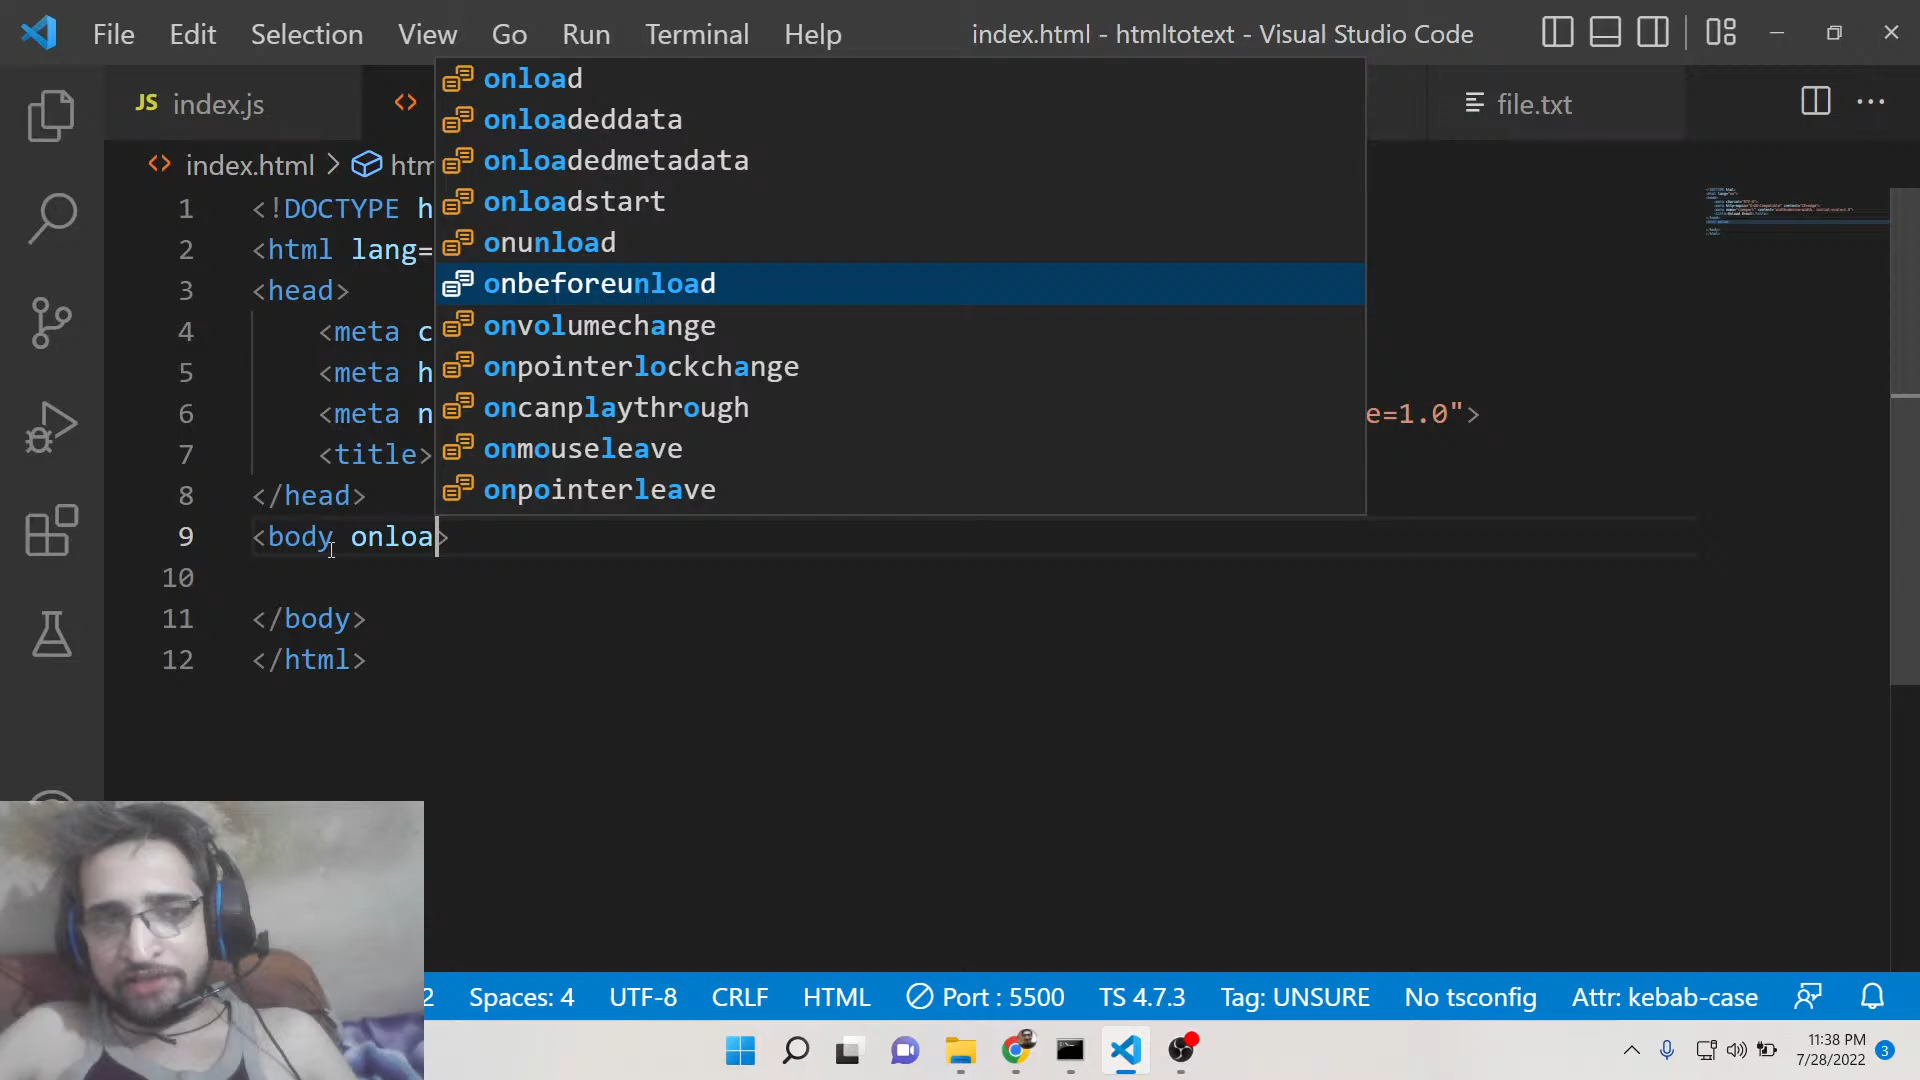 File Edit Selection View Go Run Terminal Help index.html - htmltotext - Visual Studio Code
JS index.js
file.txt
index.html > htm
onload
onloadeddata
onloadedmetadata
onloadstart
onunload
onbeforeunload
onvolumechange
onpointerlockchange
oncanplaythrough
onmouseleave
onpointerleave
1 <!DOCTYPE h
2 <html lang=
3 <head>
4 <meta c
5 <meta h
6 <meta n e=1.0">
7 <title>
8 </head>
9 <body onloa>
10
11 </body>
12 </html>
2 Spaces: 4 UTF-8 CRLF HTML Port : 5500 TS 4.7.3 Tag: UNSURE No tsconfig Attr: kebab-case
11:38 PM
7/28/2022 3